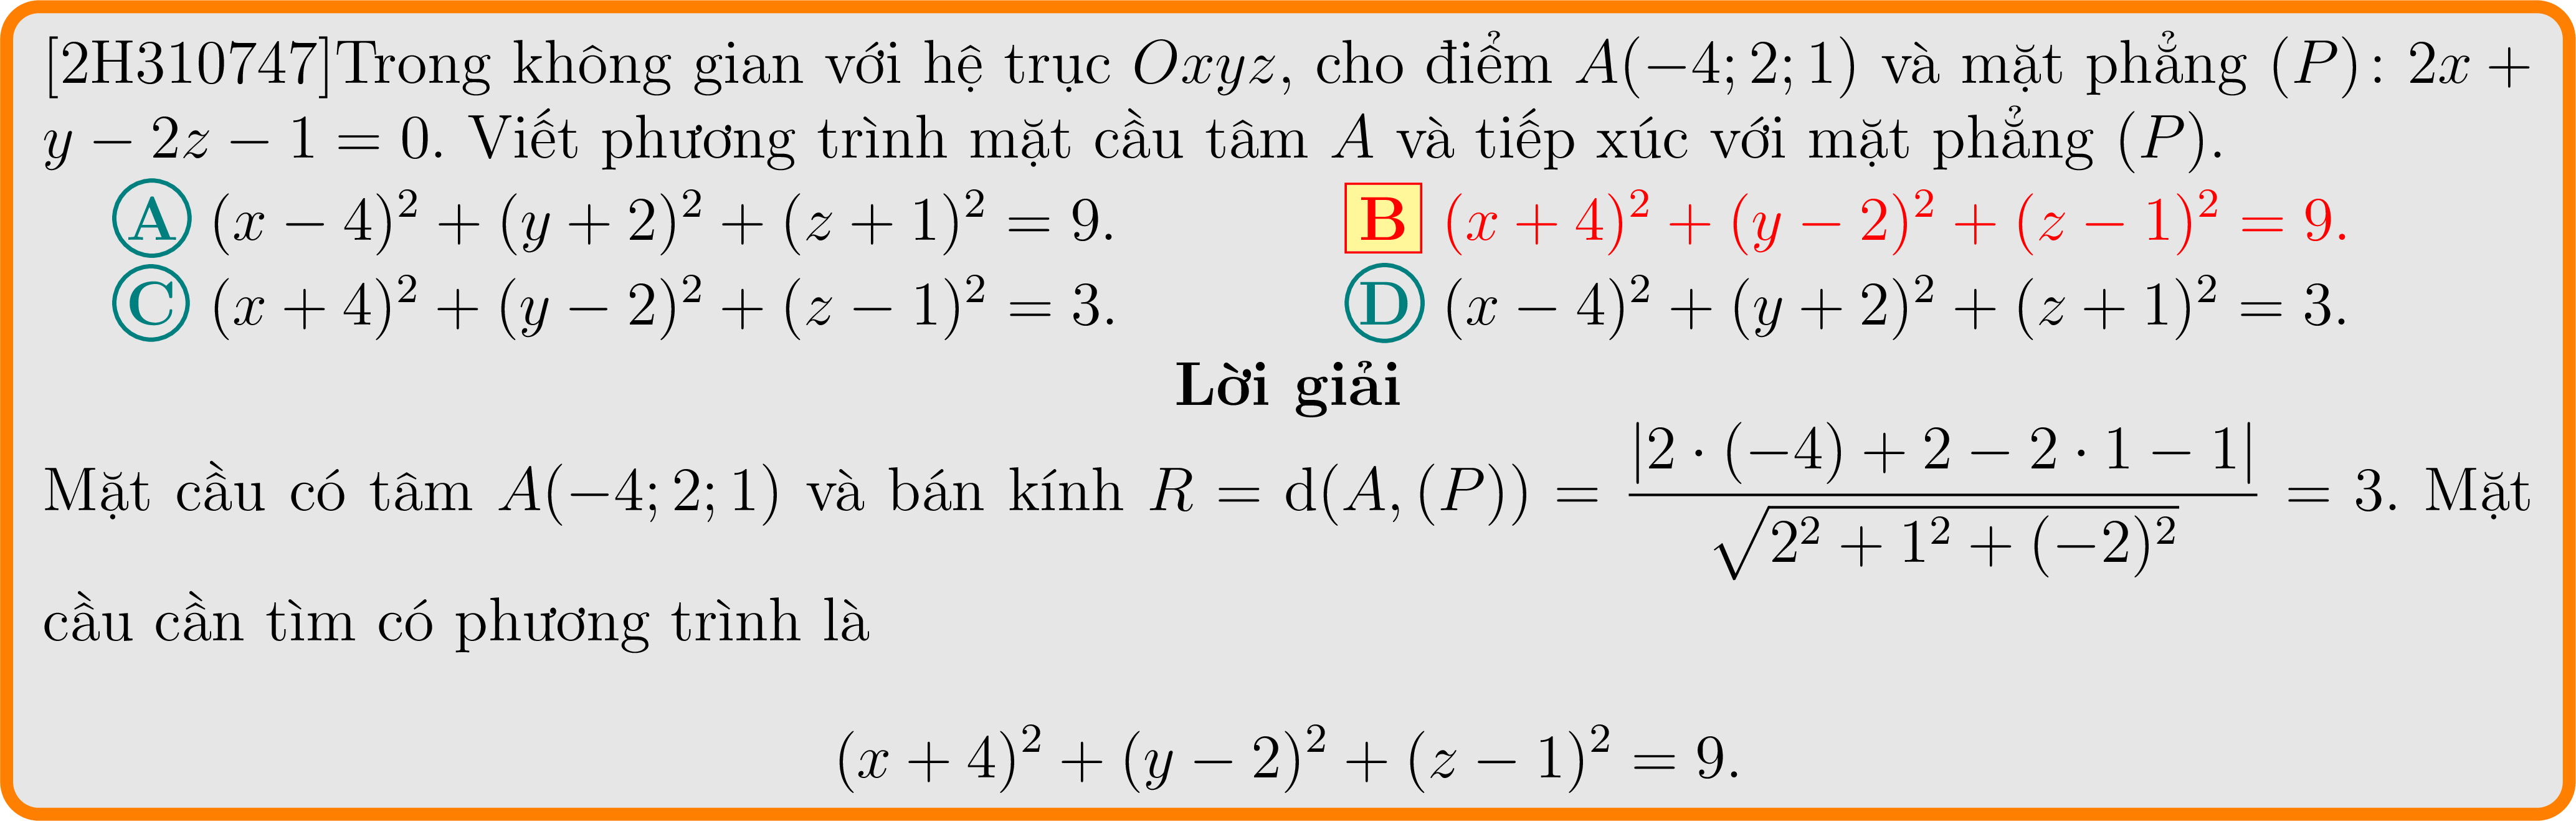 [2H310747]Trong không gian với hệ trục $Oxyz$, cho điểm $A(-4; 2; 1)$ và mặt phẳng $(P)$: $2x +$
$y - 2z - 1 = 0$. Viết phương trình mặt cầu tâm $A$ và tiếp xúc với mặt phẳng $(P)$.
A $(x - 4)^2 + (y + 2)^2 + (z + 1)^2 = 9$. B $(x + 4)^2 + (y - 2)^2 + (z - 1)^2 = 9$.
C $(x + 4)^2 + (y - 2)^2 + (z - 1)^2 = 3$. D $(x - 4)^2 + (y + 2)^2 + (z + 1)^2 = 3$.
Lời giải
Mặt cầu có tâm $A(-4; 2; 1)$ và bán kính $R = \mathrm{d}(A, (P)) = \dfrac{|2 \cdot (-4) + 2 - 2 \cdot 1 - 1|}{\sqrt{2^2 + 1^2 + (-2)^2}} = 3$. Mặt
cầu cần tìm có phương trình là
$(x + 4)^2 + (y - 2)^2 + (z - 1)^2 = 9.$